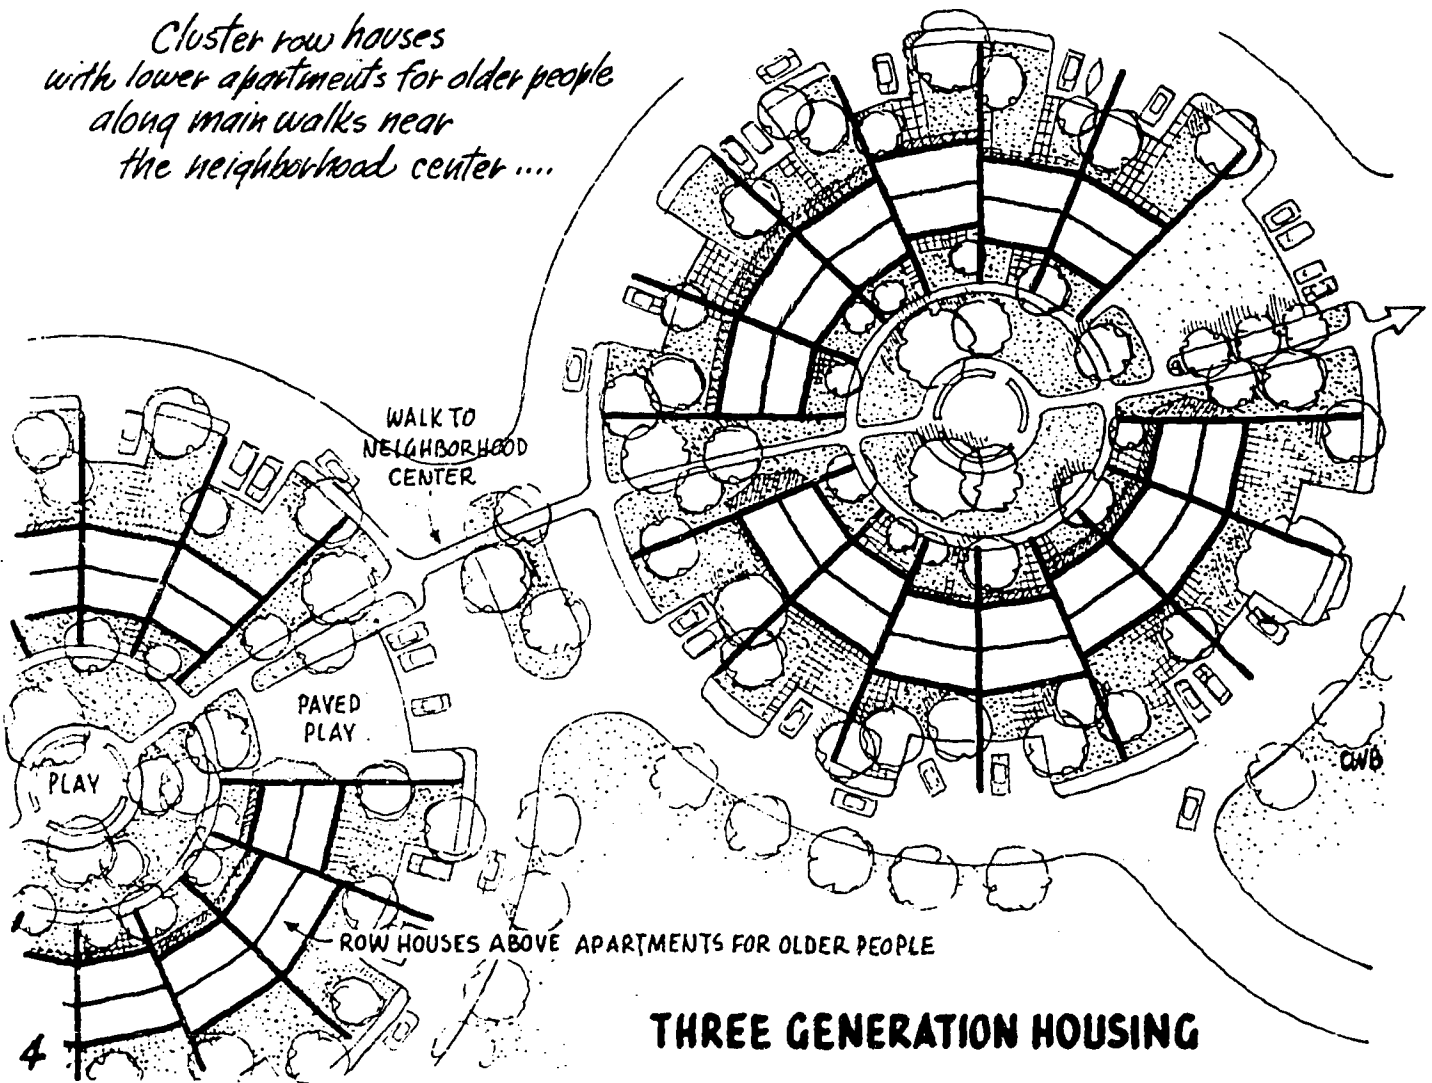 Cluster row houses
with lower apartments for older people
along main walks near
the neighborhood center ....
WALK TO
NEIGHBORHOOD
CENTER
PAVED
PLAY
PLAY
CWB
ROW HOUSES ABOVE APARTMENTS FOR OLDER PEOPLE
THREE GENERATION HOUSING
4